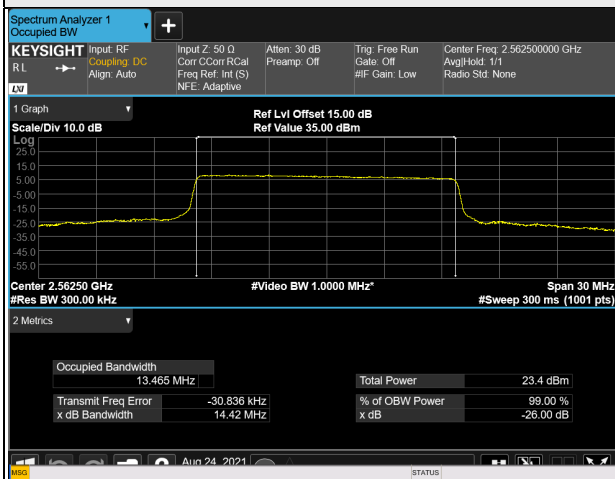 Spectrum Analyzer 1
Occupied BW
+
KEYSIGHT
R L
LXI
Input: RF
Coupling: DC
Align: Auto
Input Z: 50 Ω
Corr CCorr RCal
Freq Ref: Int (S)
NFE: Adaptive
Atten: 30 dB
Preamp: Off
Trig: Free Run
Gate: Off
#IF Gain: Low
Center Freq: 2.562500000 GHz
Avg|Hold: 1/1
Radio Std: None
1 Graph
Scale/Div 10.0 dB
Ref Lvl Offset 15.00 dB
Ref Value 35.00 dBm
Log
25.0
15.0
5.00
-5.00
-15.0
-25.0
-35.0
-45.0
-55.0
Center 2.56250 GHz
#Res BW 300.00 kHz
#Video BW 1.0000 MHz*
Span 30 MHz
#Sweep 300 ms (1001 pts)
2 Metrics
Occupied Bandwidth
13.465 MHz
Transmit Freq Error -30.836 kHz
x dB Bandwidth 14.42 MHz
Total Power 23.4 dBm
% of OBW Power 99.00 %
x dB -26.00 dB
Aug 24, 2021
MSG
STATUS